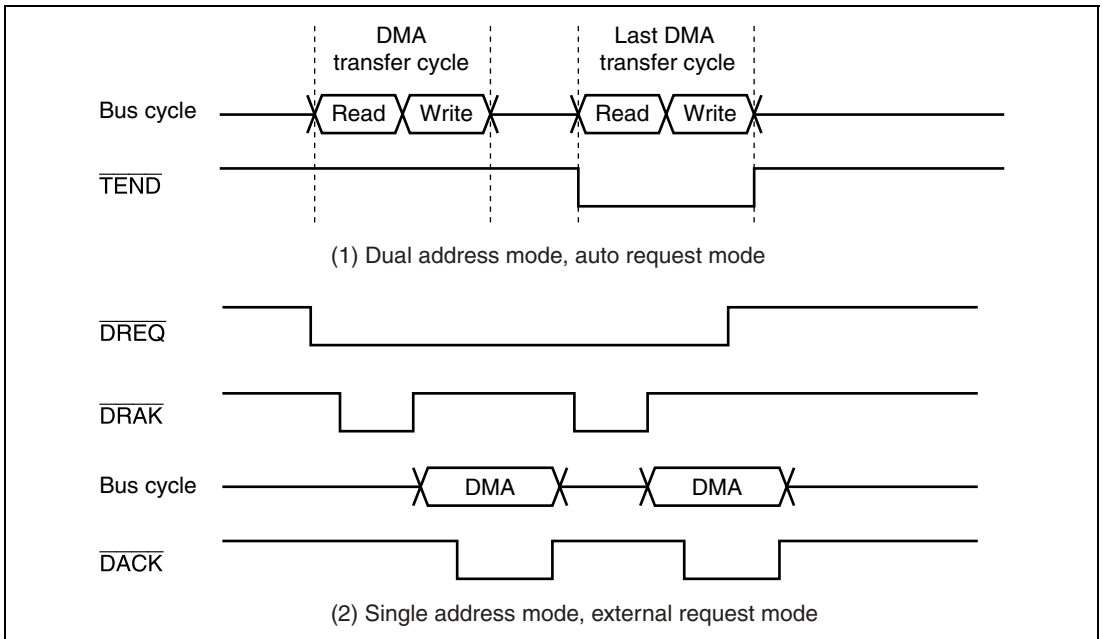 DMA transfer cycle
Last DMA transfer cycle
Bus cycle
Read Write Read Write
TEND
(1) Dual address mode, auto request mode
DREQ
DRAK
Bus cycle
DMA DMA
DACK
(2) Single address mode, external request mode